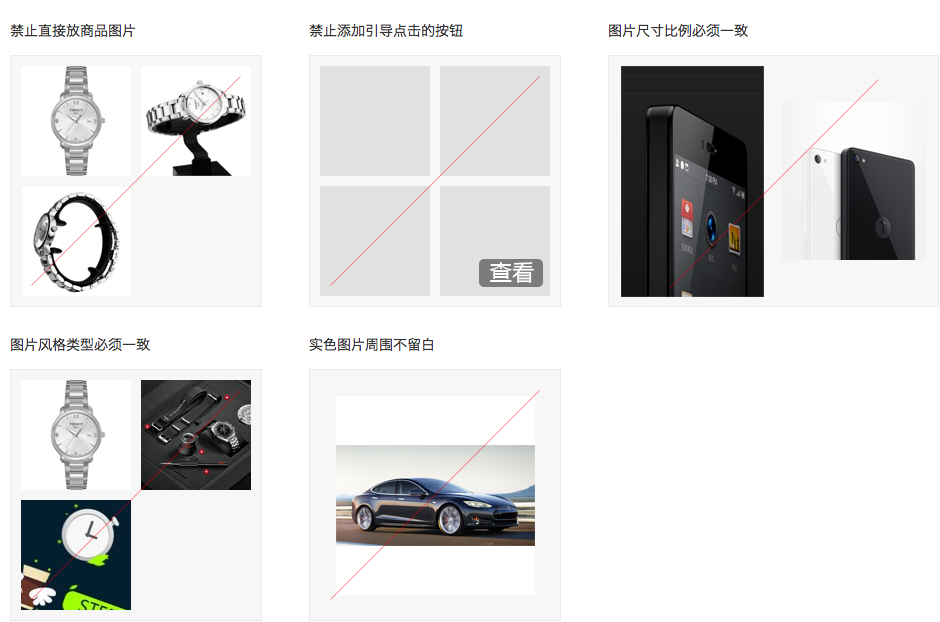 禁止直接放商品图片
禁止添加引导点击的按钮
图片尺寸比例必须一致
TISSOT
查看
图片风格类型必须一致
实色图片周围不留白
TISSOT